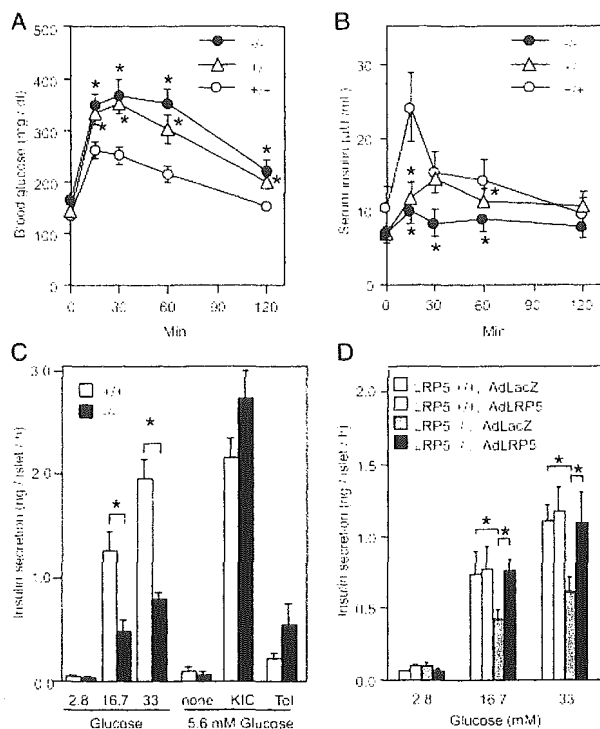 A
Blood glucose (mg / dl)
500
400
300
200
100
0
-/-
+/-
+/+
* * * *
* * *
0 30 60 90 120
Min
B
Serum insulin (μU / mL)
30
20
10
0
-/-
+/-
+/+
* *
* * *
0 30 60 90 120
Min
C
Insulin secretion (ng / islet / h)
3.0
2.0
1.0
0.0
+/+
-/-
* *
2.8 16.7 33 none KIC Tol
Glucose 5.6 mM Glucose
D
Insulin secretion (ng / islet / h)
2.0
1.5
1.0
0.5
0.0
LRP5 +/+, AdLacZ
LRP5 +/+, AdLRP5
LRP5 -/-, AdLacZ
LRP5 -/-, AdLRP5
* * * *
2.8 16.7 33
Glucose (mM)